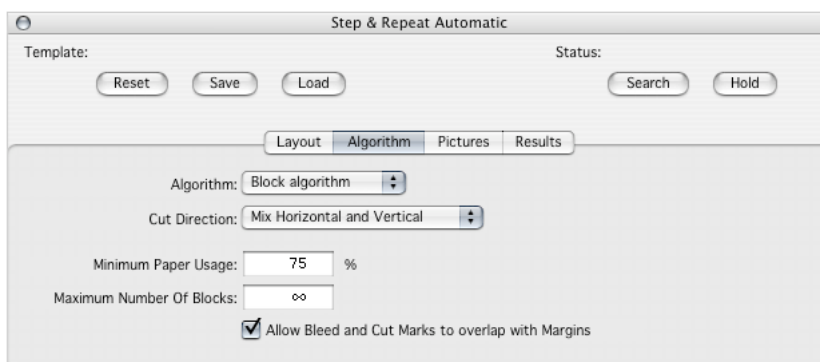 Step & Repeat Automatic
Template: Status:
Reset Save Load Search Hold
Layout Algorithm Pictures Results
Algorithm: Block algorithm
Cut Direction: Mix Horizontal and Vertical
Minimum Paper Usage: 75 %
Maximum Number Of Blocks: ∞
Allow Bleed and Cut Marks to overlap with Margins